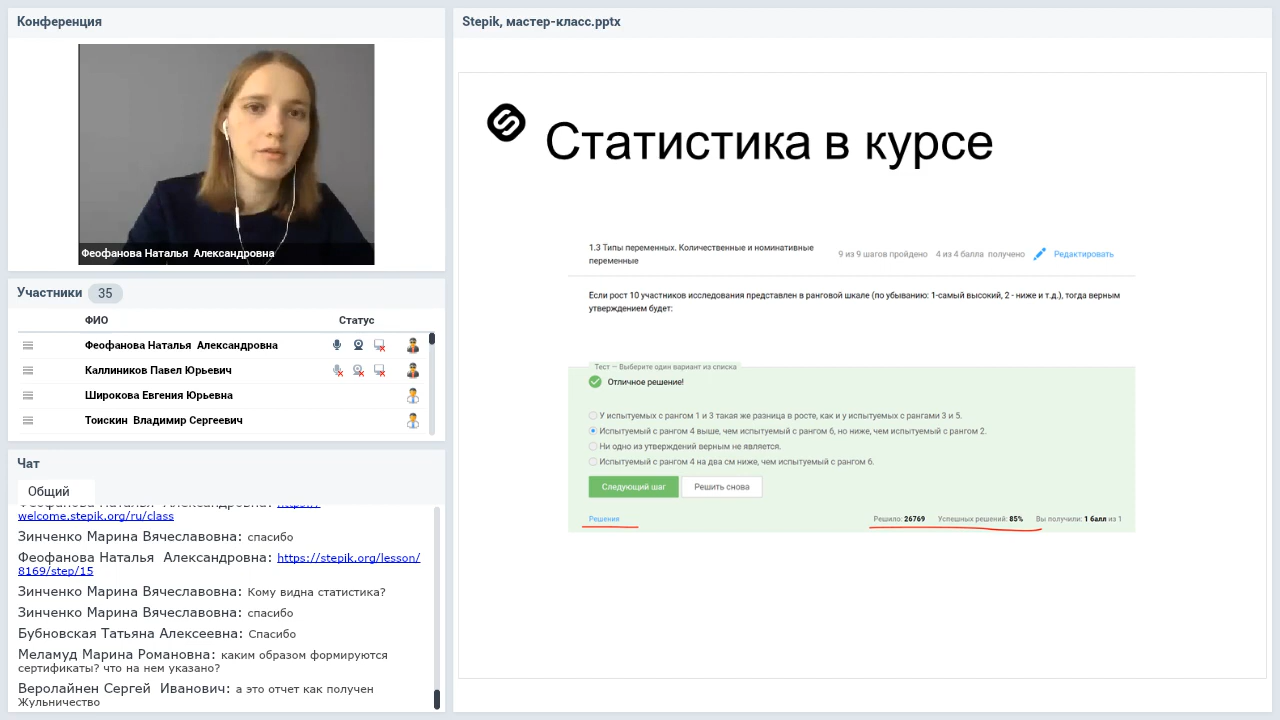 Конференция
Феофанова Наталья Александровна
Участники 35
ФИО Статус
Феофанова Наталья Александровна
Каллиников Павел Юрьевич
Широкова Евгения Юрьевна
Тоискин Владимир Сергеевич
Чат
Общий
Феофанова Наталья Александровна: https://
welcome.stepik.org/ru/class
Зинченко Марина Вячеславовна: спасибо
Феофанова Наталья Александровна: https://stepik.org/lesson/
8169/step/15
Зинченко Марина Вячеславовна: Кому видна статистика?
Зинченко Марина Вячеславовна: спасибо
Бубновская Татьяна Алексеевна: Спасибо
Меламуд Марина Романовна: каким образом формируются
сертификаты? что на нем указано?
Веролайнен Сергей Иванович: а это отчет как получен
Жульничество
Stepik, мастер-класс.pptx
Статистика в курсе
1.3 Типы переменных. Количественные и номинативные
переменные
9 из 9 шагов пройдено 4 из 4 балла получено Редактировать
Если рост 10 участников исследования представлен в ранговой шкале (по убыванию: 1-самый высокий, 2 - ниже и т.д.), тогда верным
утверждением будет:
Тест — Выберите один вариант из списка
Отличное решение!
У испытуемых с рангом 1 и 3 такая же разница в росте, как и у испытуемых с рангами 3 и 5.
Испытуемый с рангом 4 выше, чем испытуемый с рангом 6, но ниже, чем испытуемый с рангом 2.
Ни одно из утверждений верным не является.
Испытуемый с рангом 4 на два см ниже, чем испытуемый с рангом 6.
Следующий шаг Решить снова
Решения Решило: 26769 Успешных решений: 85% Вы получили: 1 балл из 1